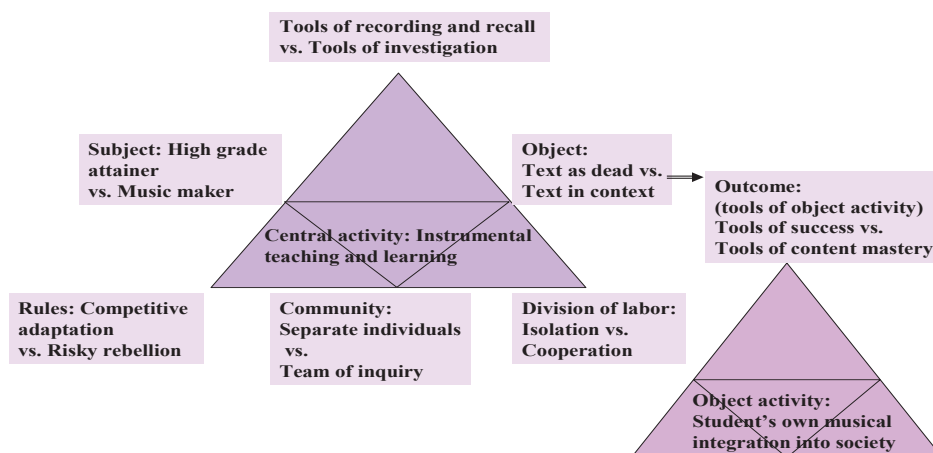 Tools of recording and recall
vs. Tools of investigation
Subject: High grade
attainer
vs. Music maker
Object:
Text as dead vs.
Text in context
Outcome:
(tools of object activity)
Tools of success vs.
Tools of content mastery
Central activity: Instrumental
teaching and learning
Rules: Competitive
adaptation
vs. Risky rebellion
Community:
Separate individuals
vs.
Team of inquiry
Division of labor:
Isolation vs.
Cooperation
Object activity:
Student's own musical
integration into society